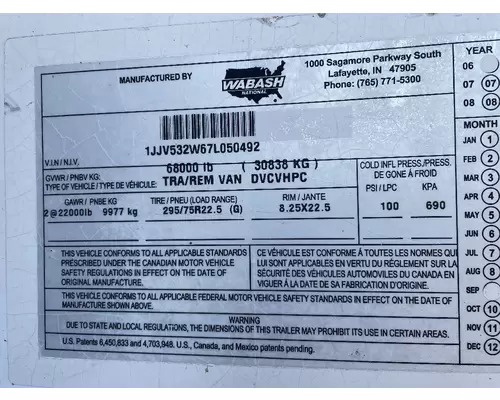 MANUFACTURED BY
WABASH
NATIONAL
1000 Sagamore Parkway South
Lafayette, IN 47905
Phone: (765) 771-5300
1JJV532W67L050492
V.I.N/N.I.V.
GVWR / PNBV KG: 68000 lb ( 30838 KG )
TYPE OF VEHICLE / TYPE DE VÉHICULE: TRA/REM VAN DVCVHPC
COLD INFL PRESS/PRESS.
DE GONF À FROID
GAWR / PNBE KG TIRE / PNEU (LOAD RANGE) RIM / JANTE PSI / LPC KPA
2@22000lb 9977 kg 295/75R22.5 (G) 8.25X22.5 100 690
THIS VEHICLE CONFORMS TO ALL APPLICABLE STANDARDS
PRESCRIBED UNDER THE CANADIAN MOTOR VEHICLE
SAFETY REGULATIONS IN EFFECT ON THE DATE OF
ORIGINAL MANUFACTURE.
CE VÉHICULE EST CONFORME À TOUTES LES NORMES QUI
LUI SONT APPLICABLES EN VERTU DU RÉGLEMENT SUR LA
SÉCURITÉ DES VÉHICULES AUTOMOBILES DU CANADA EN
VIGUER À LA DATE DE SA FABRICATION D'ORIGINE.
THIS VEHICLE CONFORMS TO ALL APPLICABLE FEDERAL MOTOR VEHICLE SAFETY STANDARDS IN EFFECT ON THE DATE OF
MANUFACTURE SHOWN ABOVE.
WARNING
DUE TO STATE AND LOCAL REGULATIONS, THE DIMENSIONS OF THIS TRAILER MAY PROHIBIT ITS USE IN CERTAIN AREAS.
WARNING
U.S. Patents 6,450,833 and 4,703,948. U.S., Canada, and Mexico patents pending.
YEAR
06
07 07
08 08
MONTH
JAN 1
FEB 2
MAR 3
APR 4
MAY 5
JUN 6
JUL 7
AUG 8
SEP
OCT 10
NOV 11
DEC 12